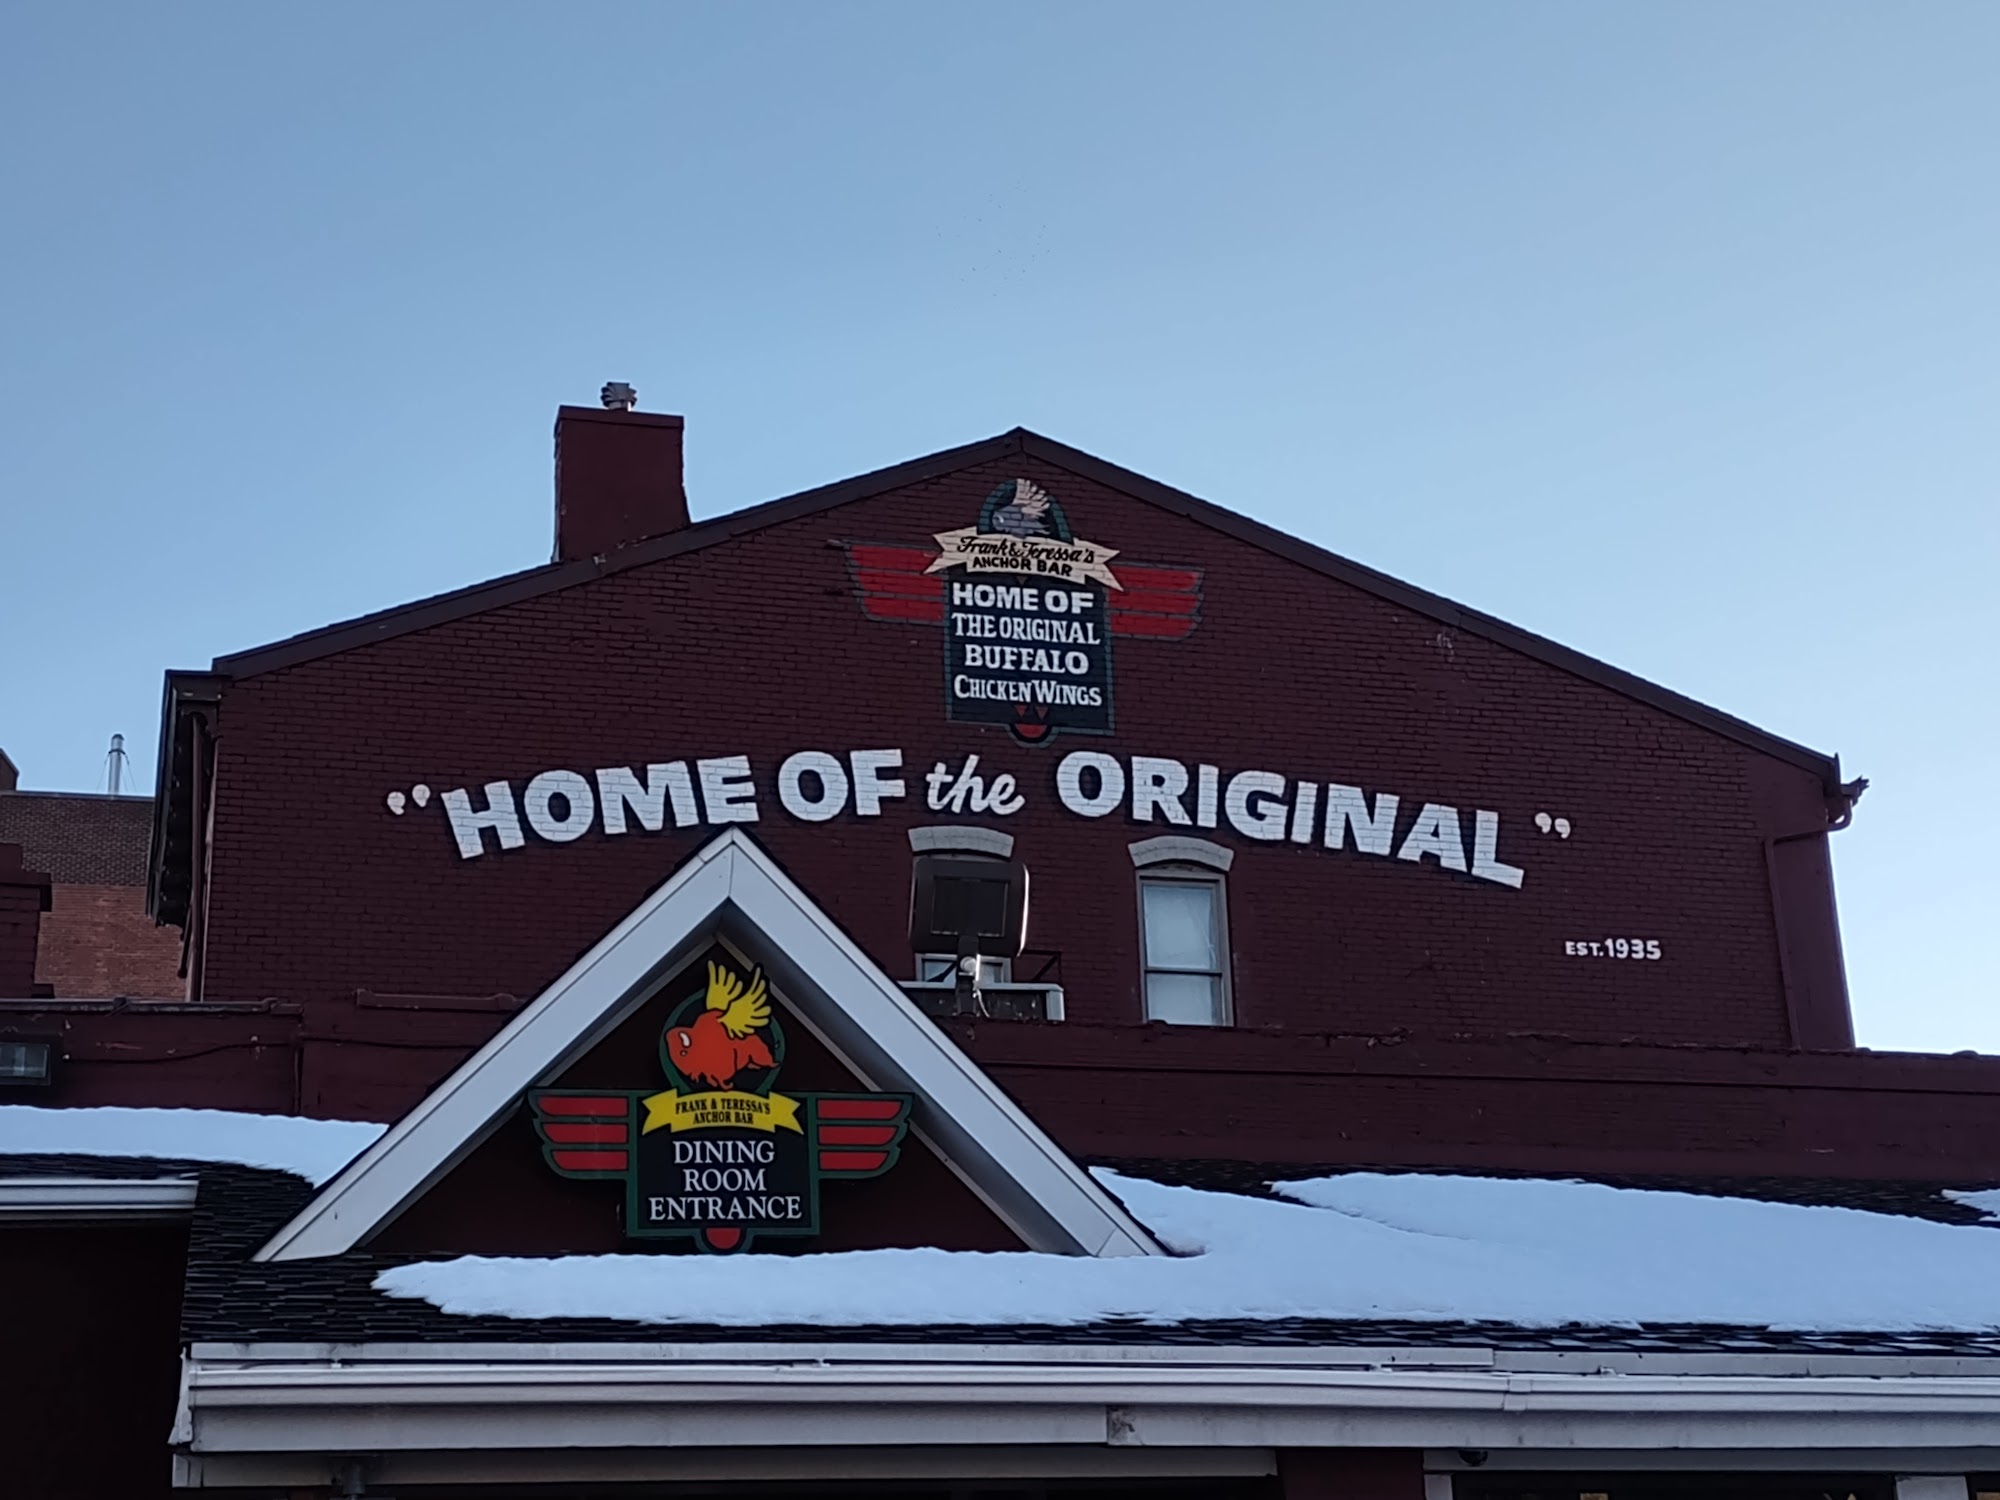 Frank & Teressa's
ANCHOR BAR
HOME OF
THE ORIGINAL
BUFFALO
CHICKEN WINGS
"HOME OF the ORIGINAL"
EST. 1935
FRANK & TERESSA'S
ANCHOR BAR
DINING
ROOM
ENTRANCE